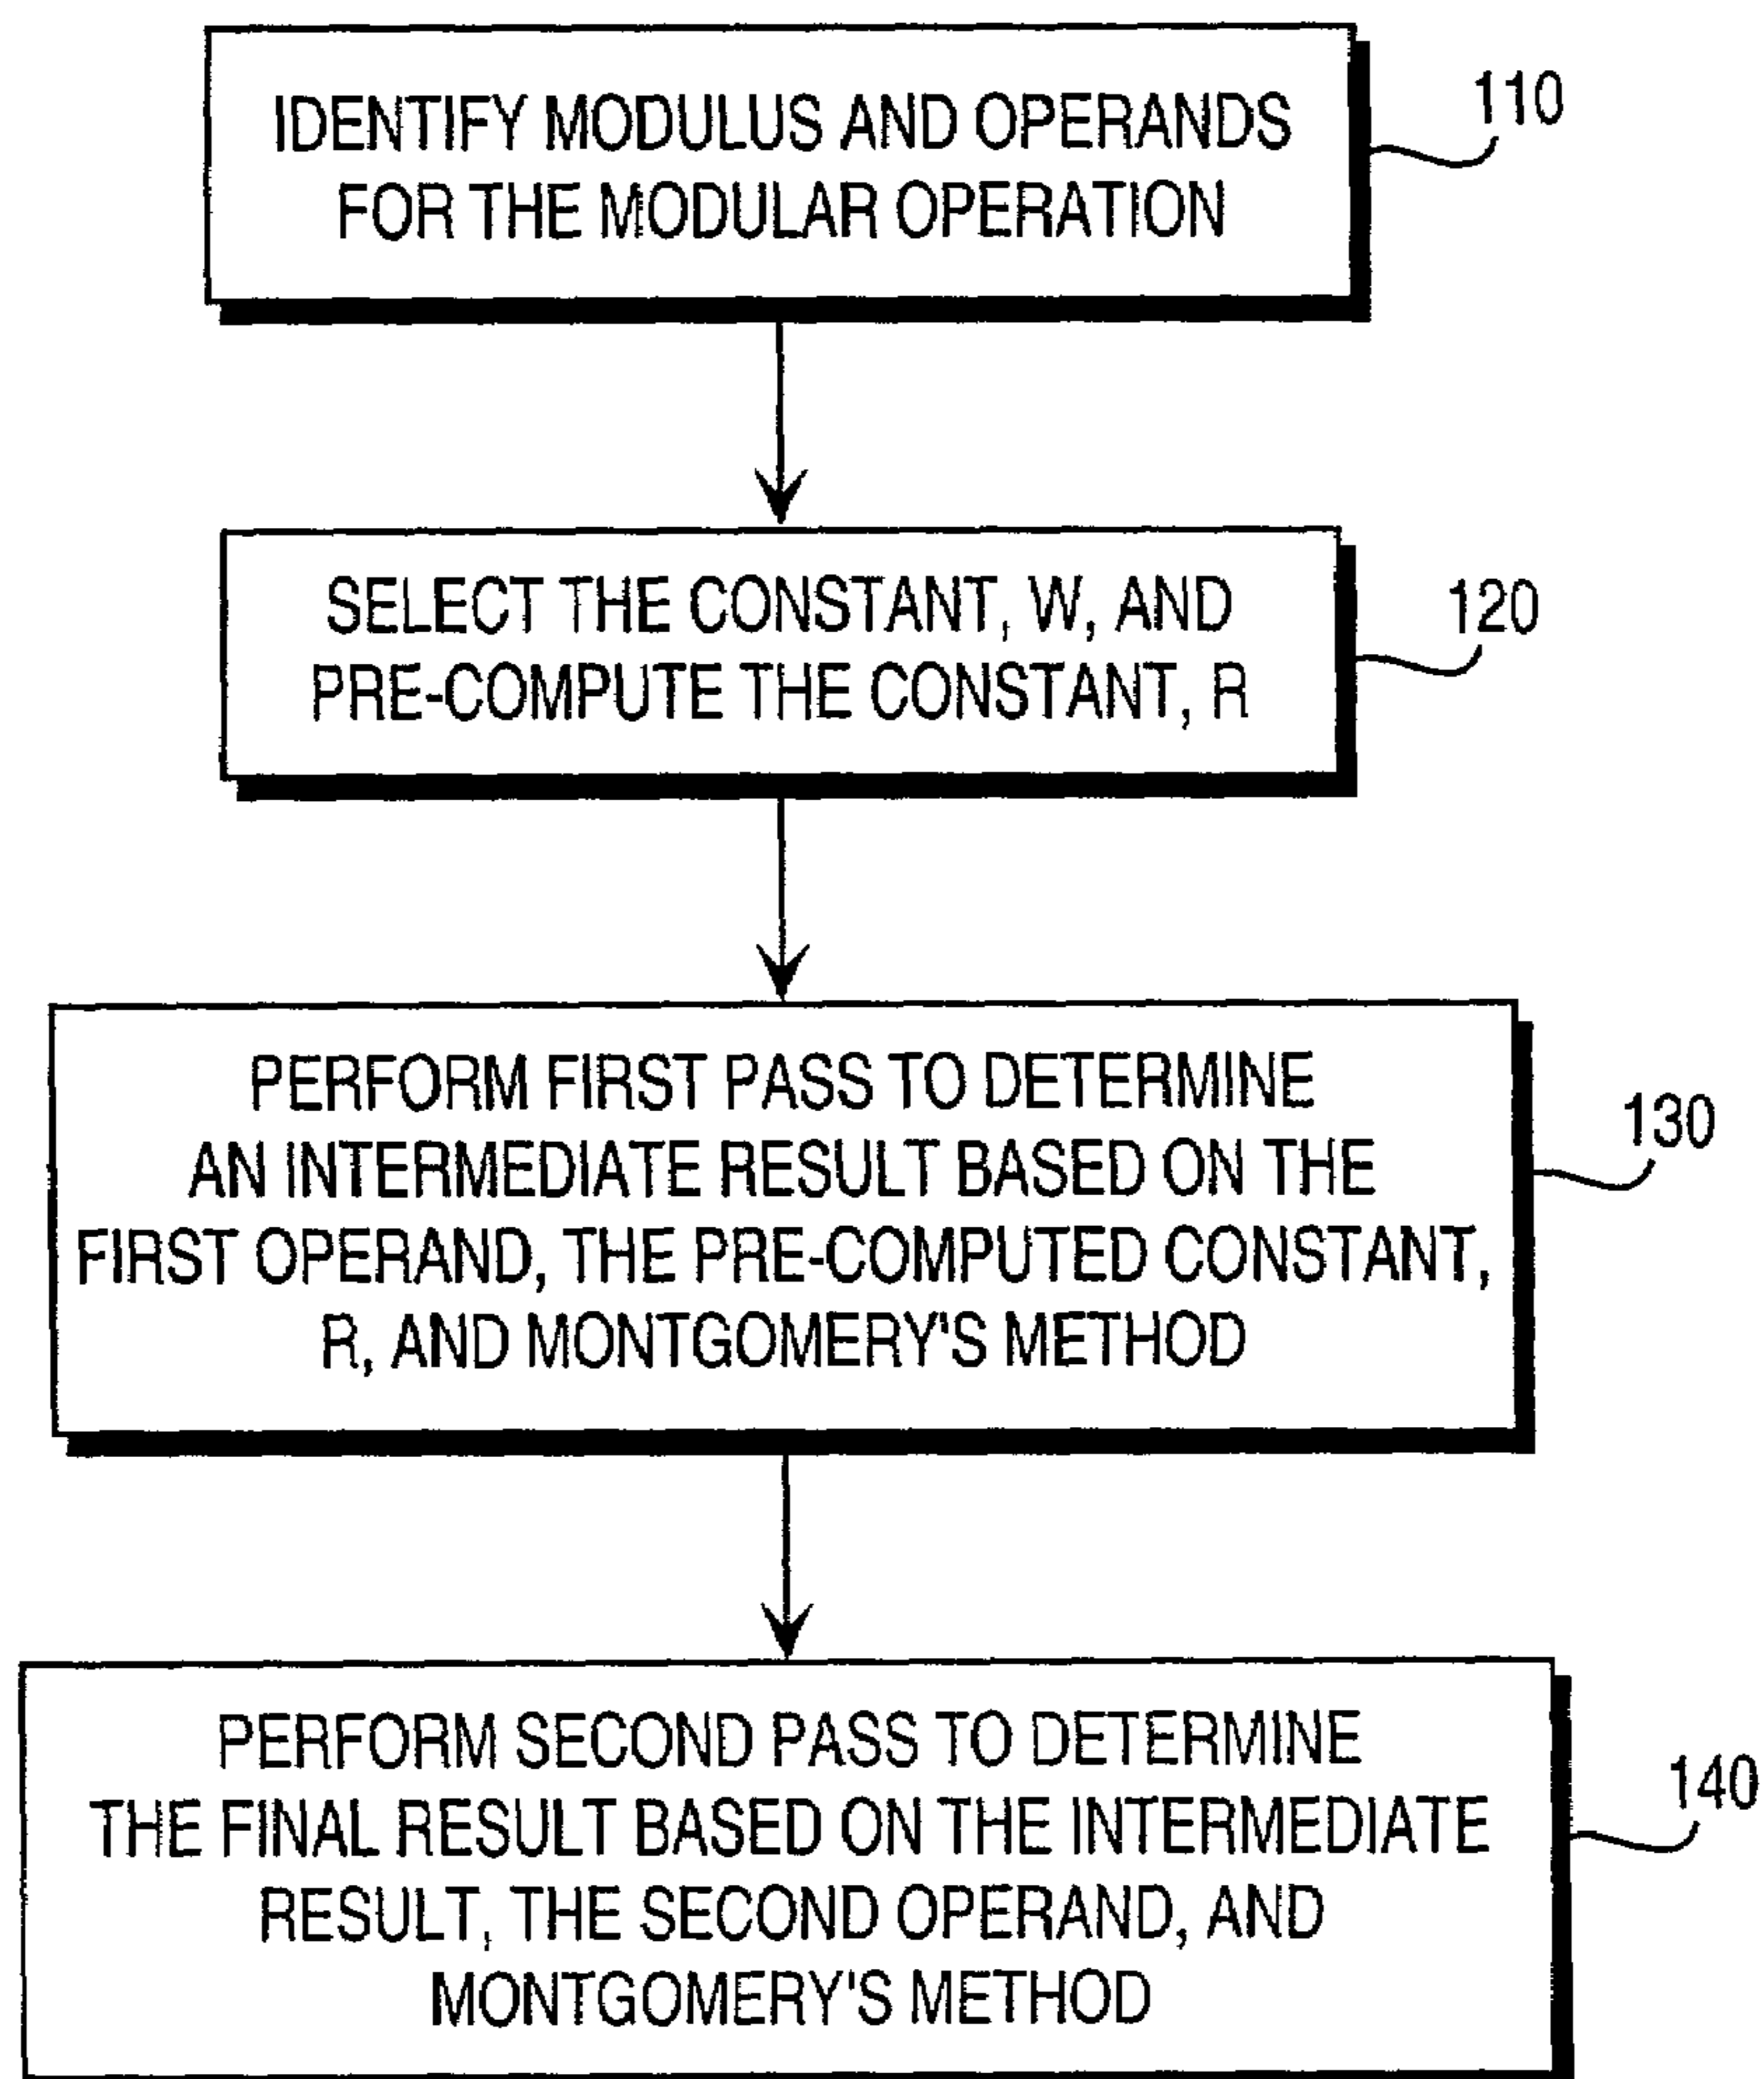 IDENTIFY MODULUS AND OPERANDS
FOR THE MODULAR OPERATION
110
SELECT THE CONSTANT, W, AND
PRE-COMPUTE THE CONSTANT, R
120
PERFORM FIRST PASS TO DETERMINE
AN INTERMEDIATE RESULT BASED ON THE
FIRST OPERAND, THE PRE-COMPUTED CONSTANT,
R, AND MONTGOMERY'S METHOD
130
PERFORM SECOND PASS TO DETERMINE
THE FINAL RESULT BASED ON THE INTERMEDIATE
RESULT, THE SECOND OPERAND, AND
MONTGOMERY'S METHOD
140